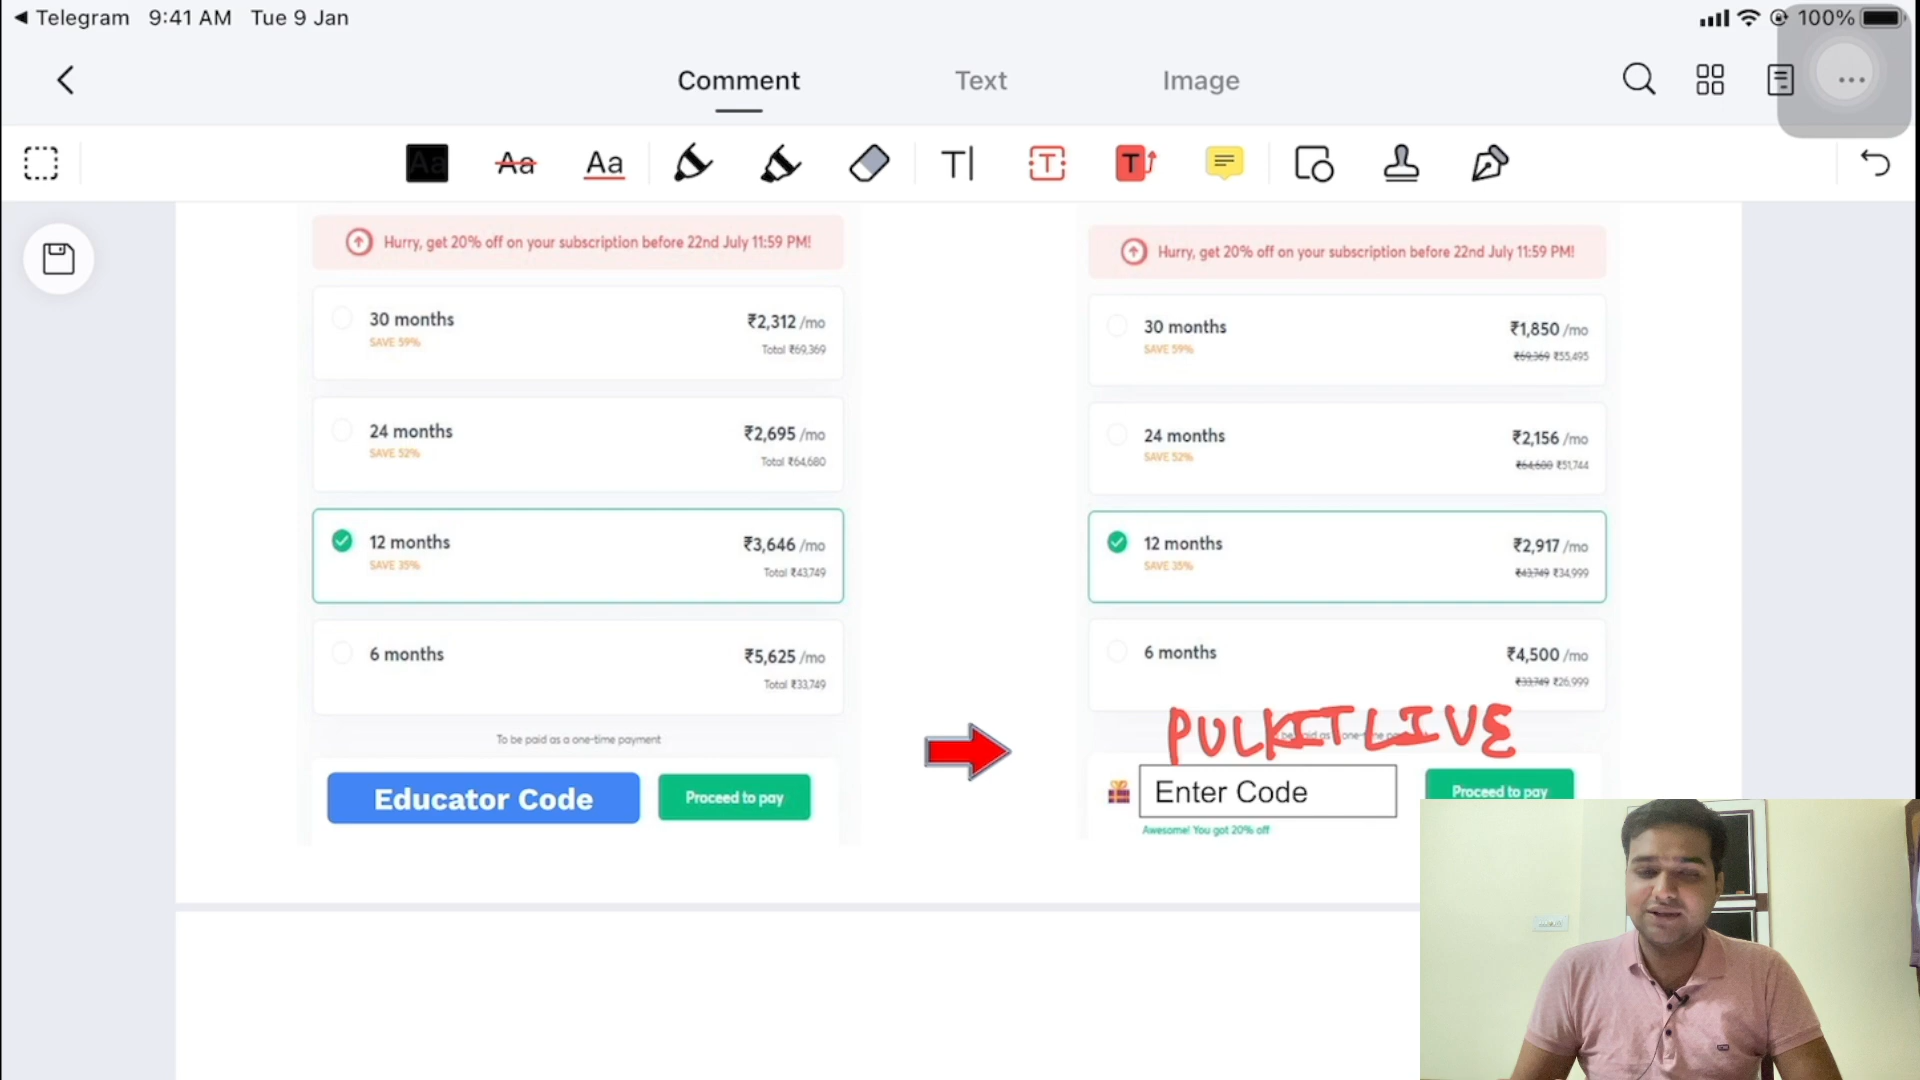 Telegram 9:41 AM Tue 9 Jan
100%
Comment Text Image
Aa Aa Aa T| T T
Hurry, get 20% off on your subscription before 22nd July 11:59 PM!
30 months ₹2,312 /mo
SAVE 59% Total ₹69,369
24 months ₹2,695 /mo
SAVE 52% Total ₹64,680
12 months ₹3,646 /mo
SAVE 35% Total ₹43,749
6 months ₹5,625 /mo
Total ₹33,749
To be paid as a one-time payment
Educator Code Proceed to pay
Hurry, get 20% off on your subscription before 22nd July 11:59 PM!
30 months ₹1,850 /mo
SAVE 59% ₹69,369 ₹55,495
24 months ₹2,156 /mo
SAVE 52% ₹64,680 ₹51,744
12 months ₹2,917 /mo
SAVE 35% ₹43,749 ₹34,999
6 months ₹4,500 /mo
₹33,749 ₹26,999
PULKITLIVE
Enter Code Proceed to pay
Awesome! You got 20% off